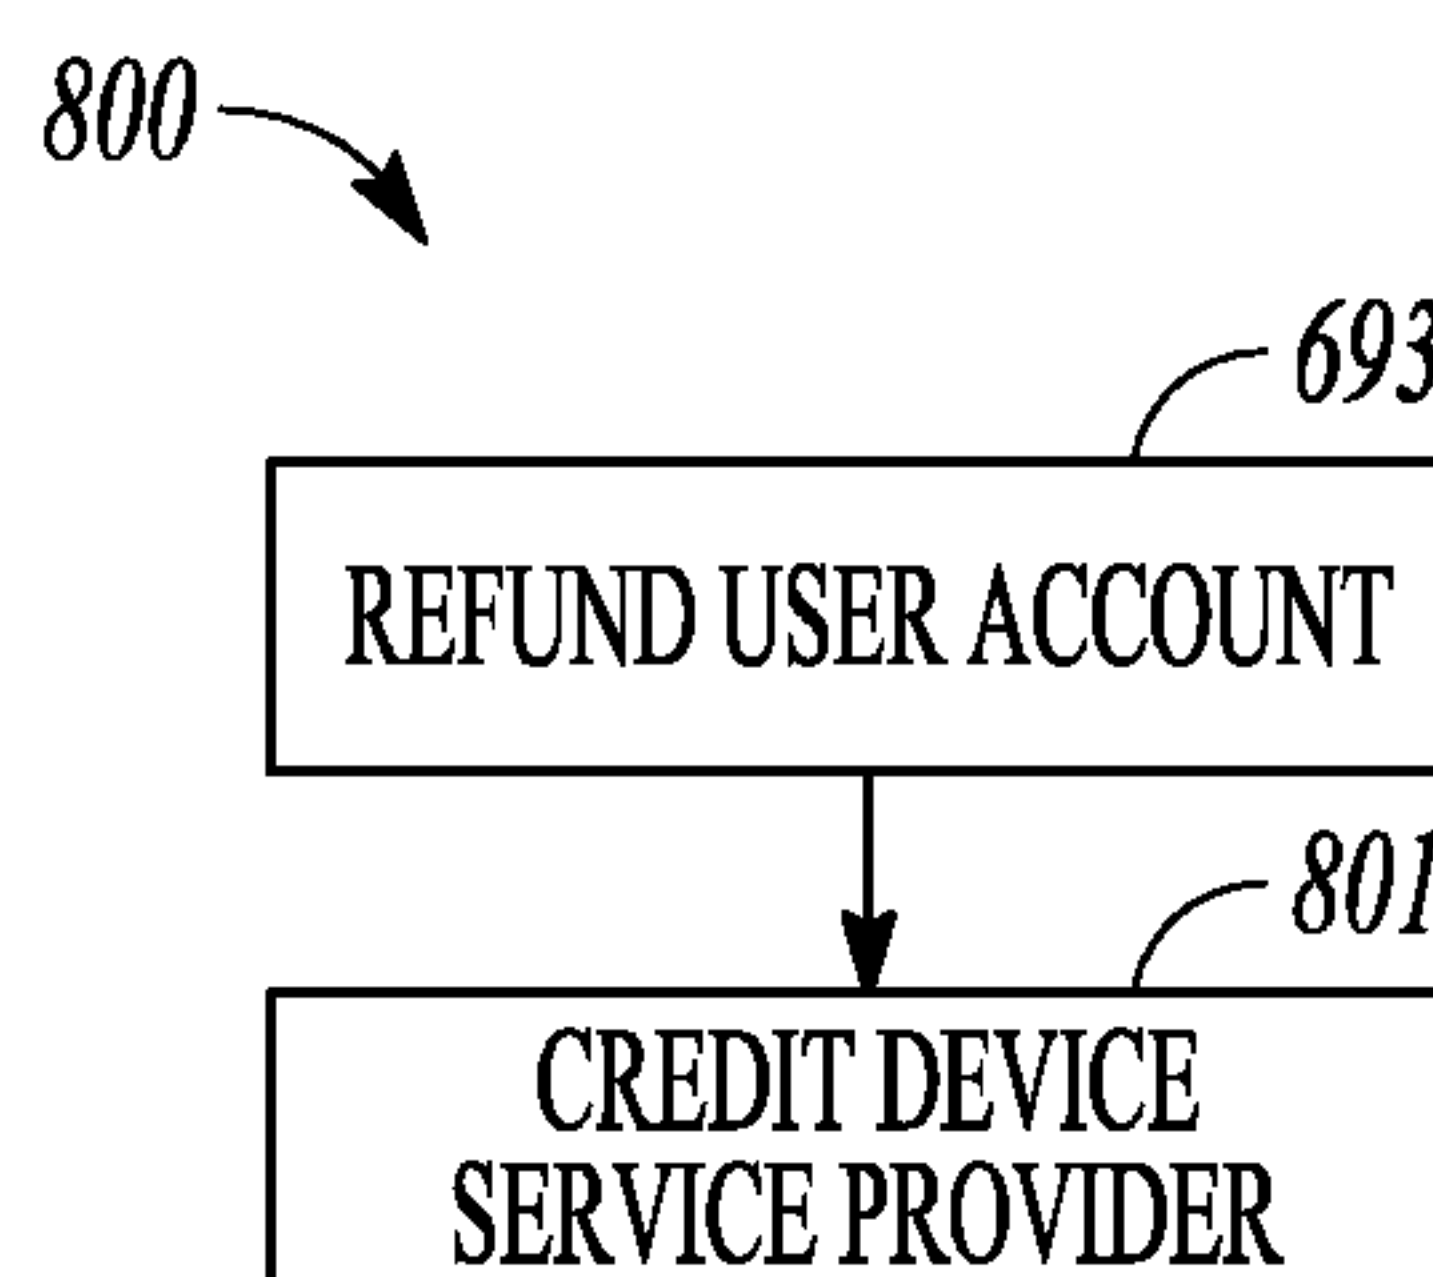 800
693
REFUND USER ACCOUNT
801
CREDIT DEVICE
SERVICE PROVIDER